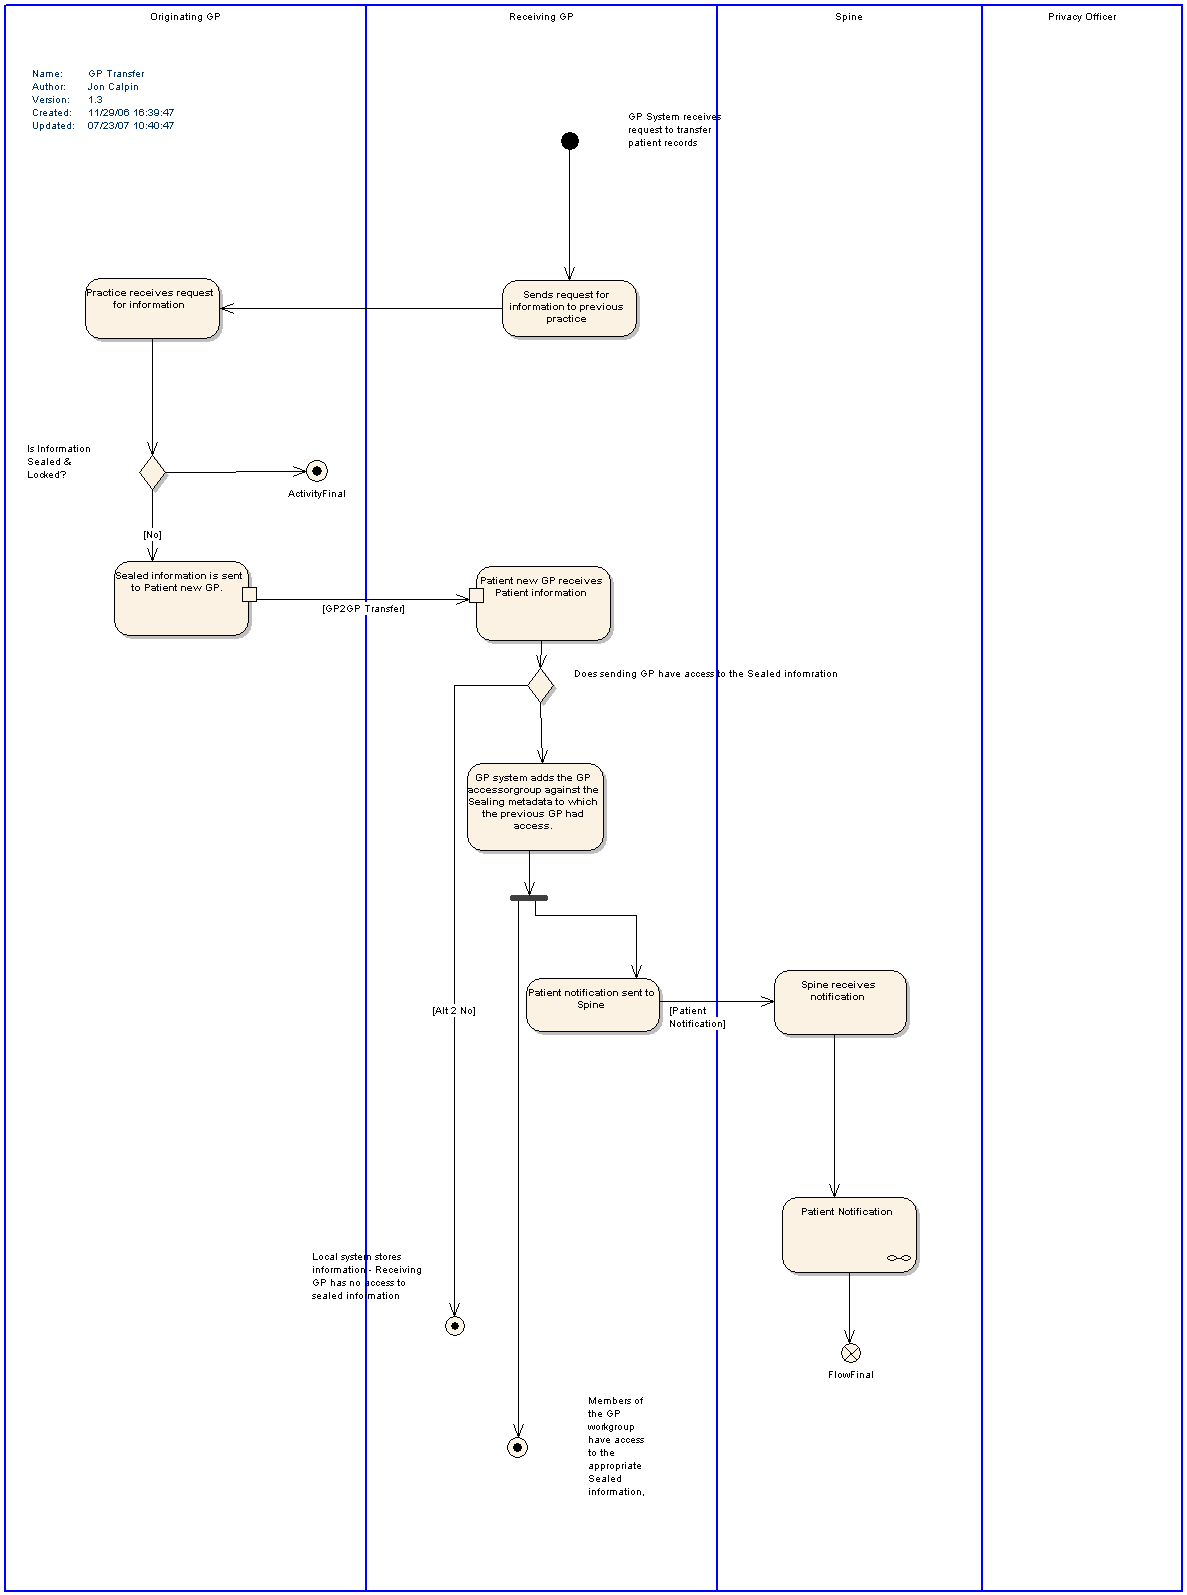 Originating GP
Receiving GP
Spine
Privacy Officer
Name: GP Transfer
Author: Jon Calpin
Version: 1.3
Created: 11/29/06 16:39:47
Updated: 07/23/07 10:40:47
GP System receives
request to transfer
patient records
Practice receives request
for information
Sends request for
information to previous
practice
Is Information
Sealed &
Locked?
ActivityFinal
[No]
Sealed information is sent
to Patient new GP.
[GP2GP Transfer]
Patient new GP receives
Patient information
Does sending GP have access to the Sealed infomration
GP system adds the GP
accessorgroup against the
Sealing metadata to which
the previous GP had
access.
Patient notification sent to
Spine
[Patient
Notification]
Spine receives
notification
[Alt 2 No]
Patient Notification
Local system stores
information - Receiving
GP has no access to
sealed information
FlowFinal
Members of
the GP
workgroup
have access
to the
appropriate
Sealed
information,